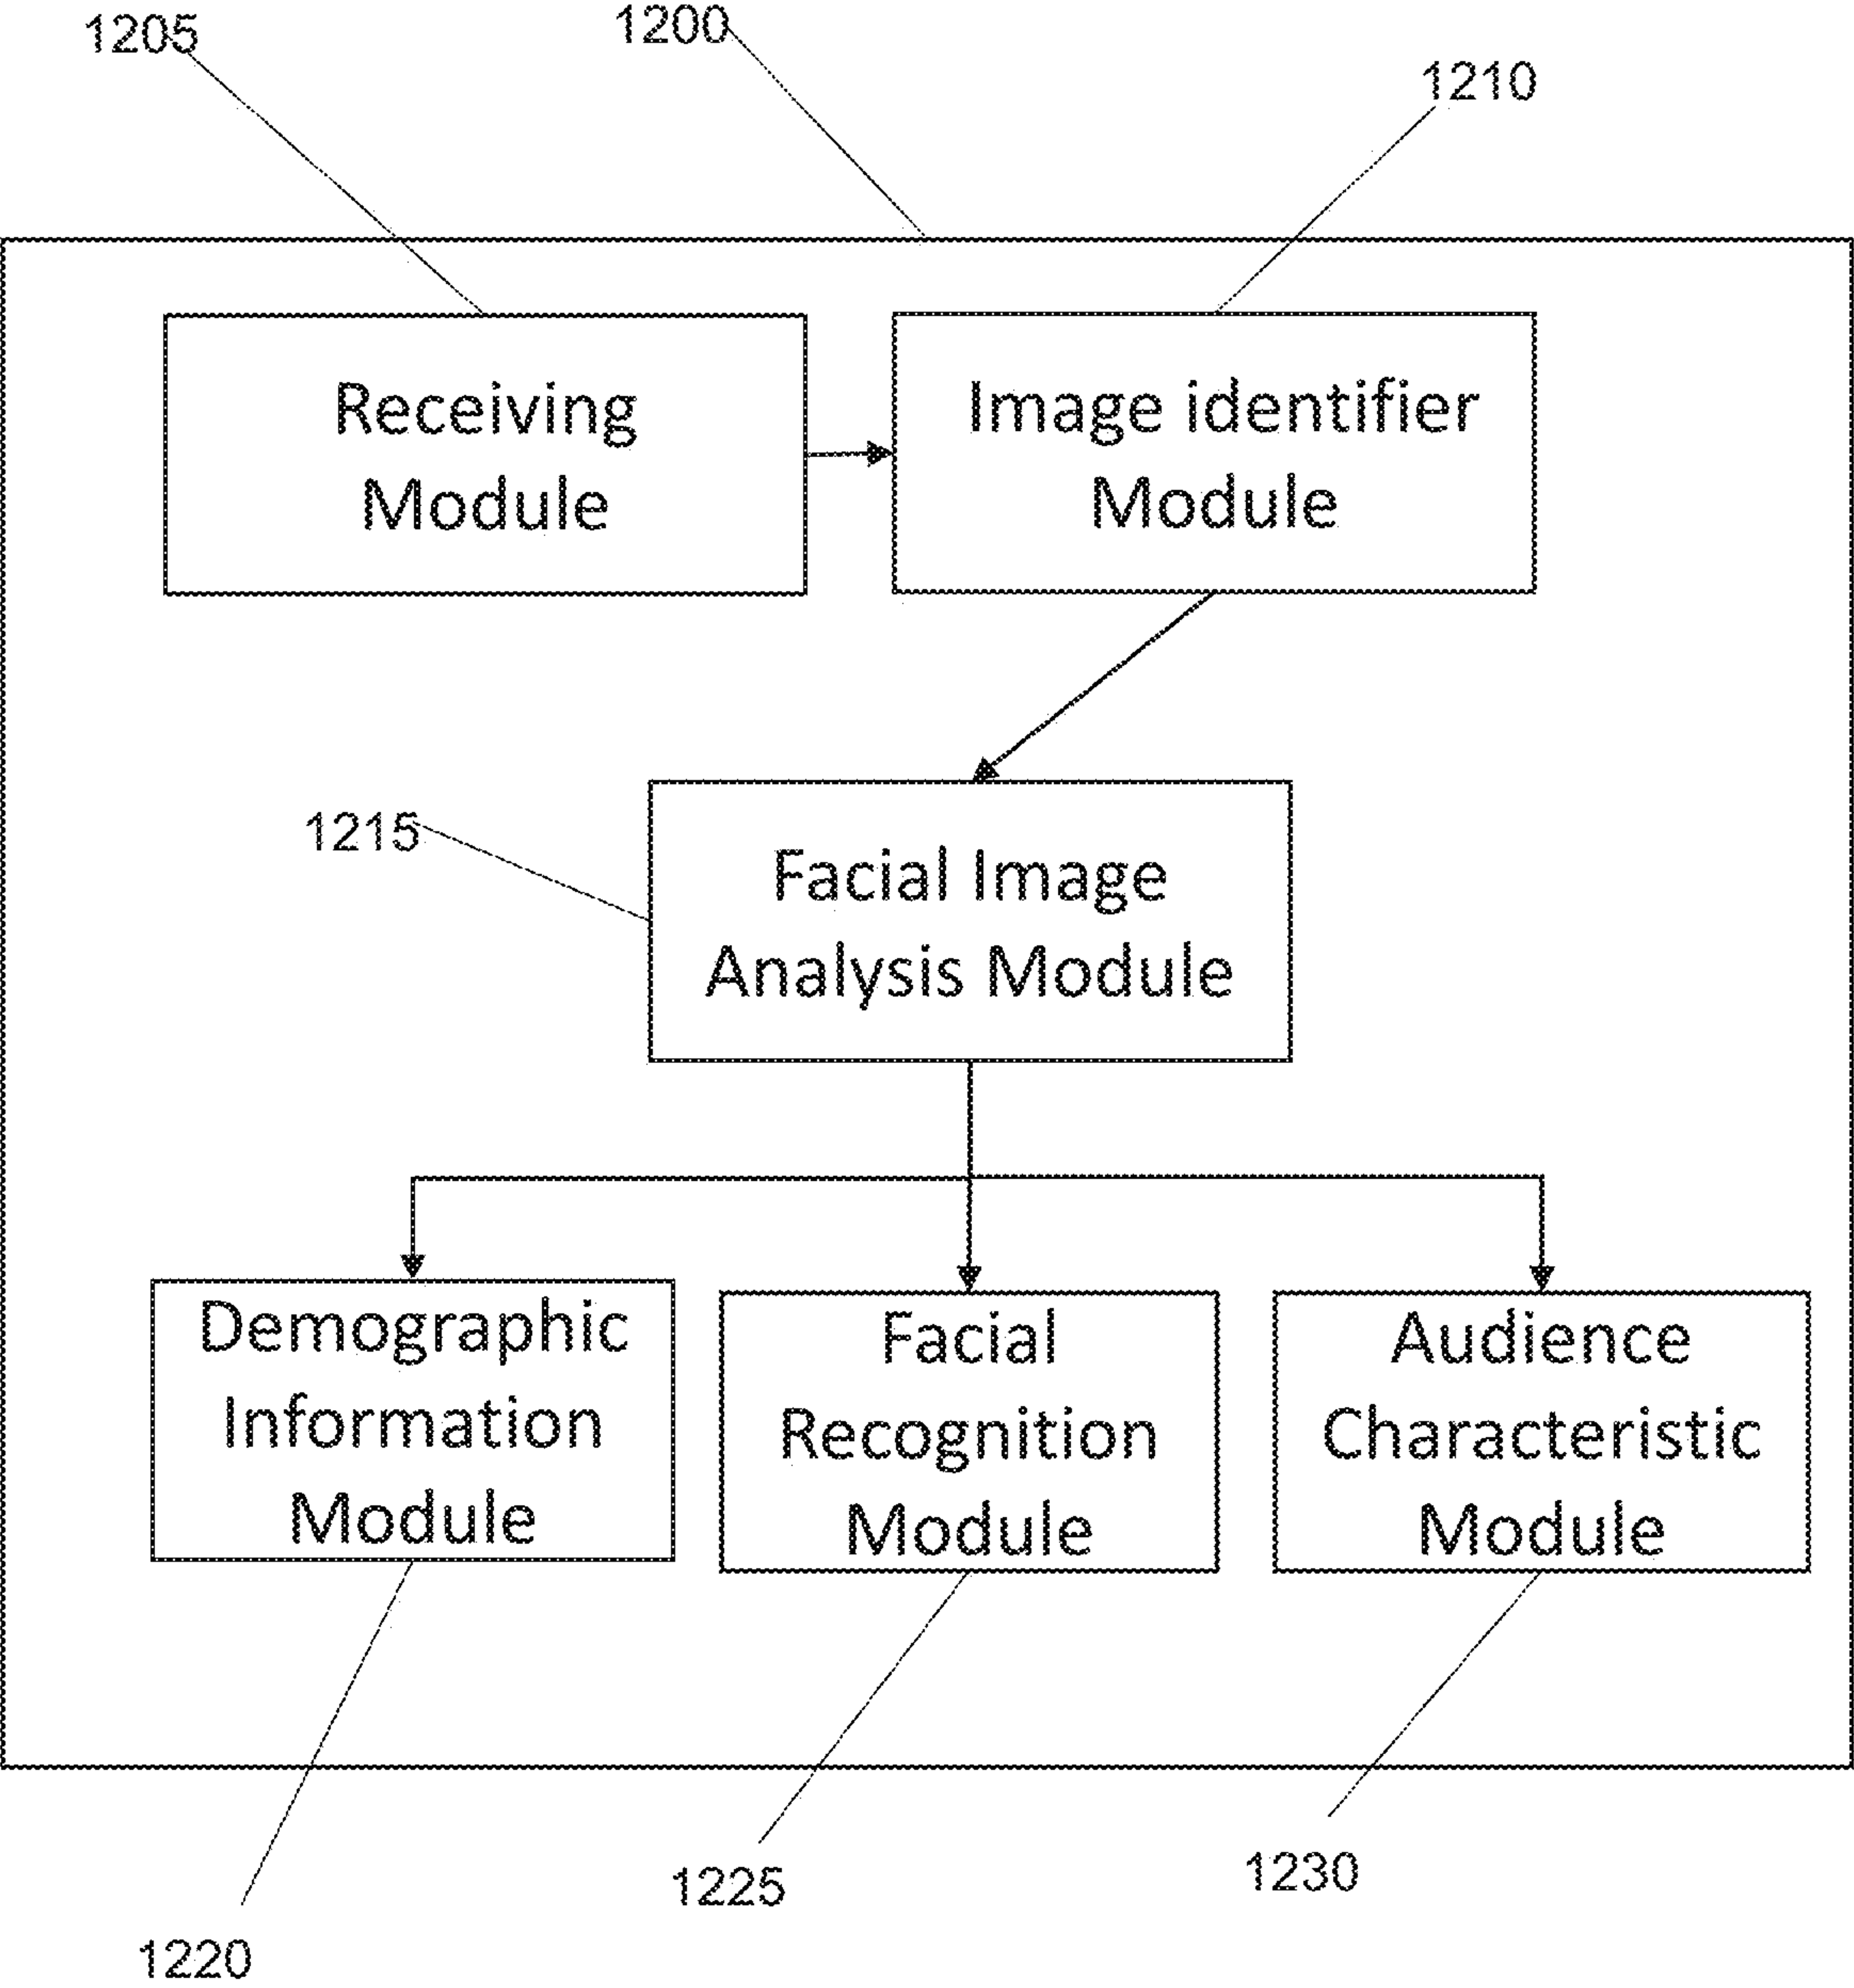 1205
1200
1210
Receiving
Module
Image identifier
Module
1215
Facial Image
Analysis Module
Demographic
Information
Module
Facial
Recognition
Module
Audience
Characteristic
Module
1220
1225
1230